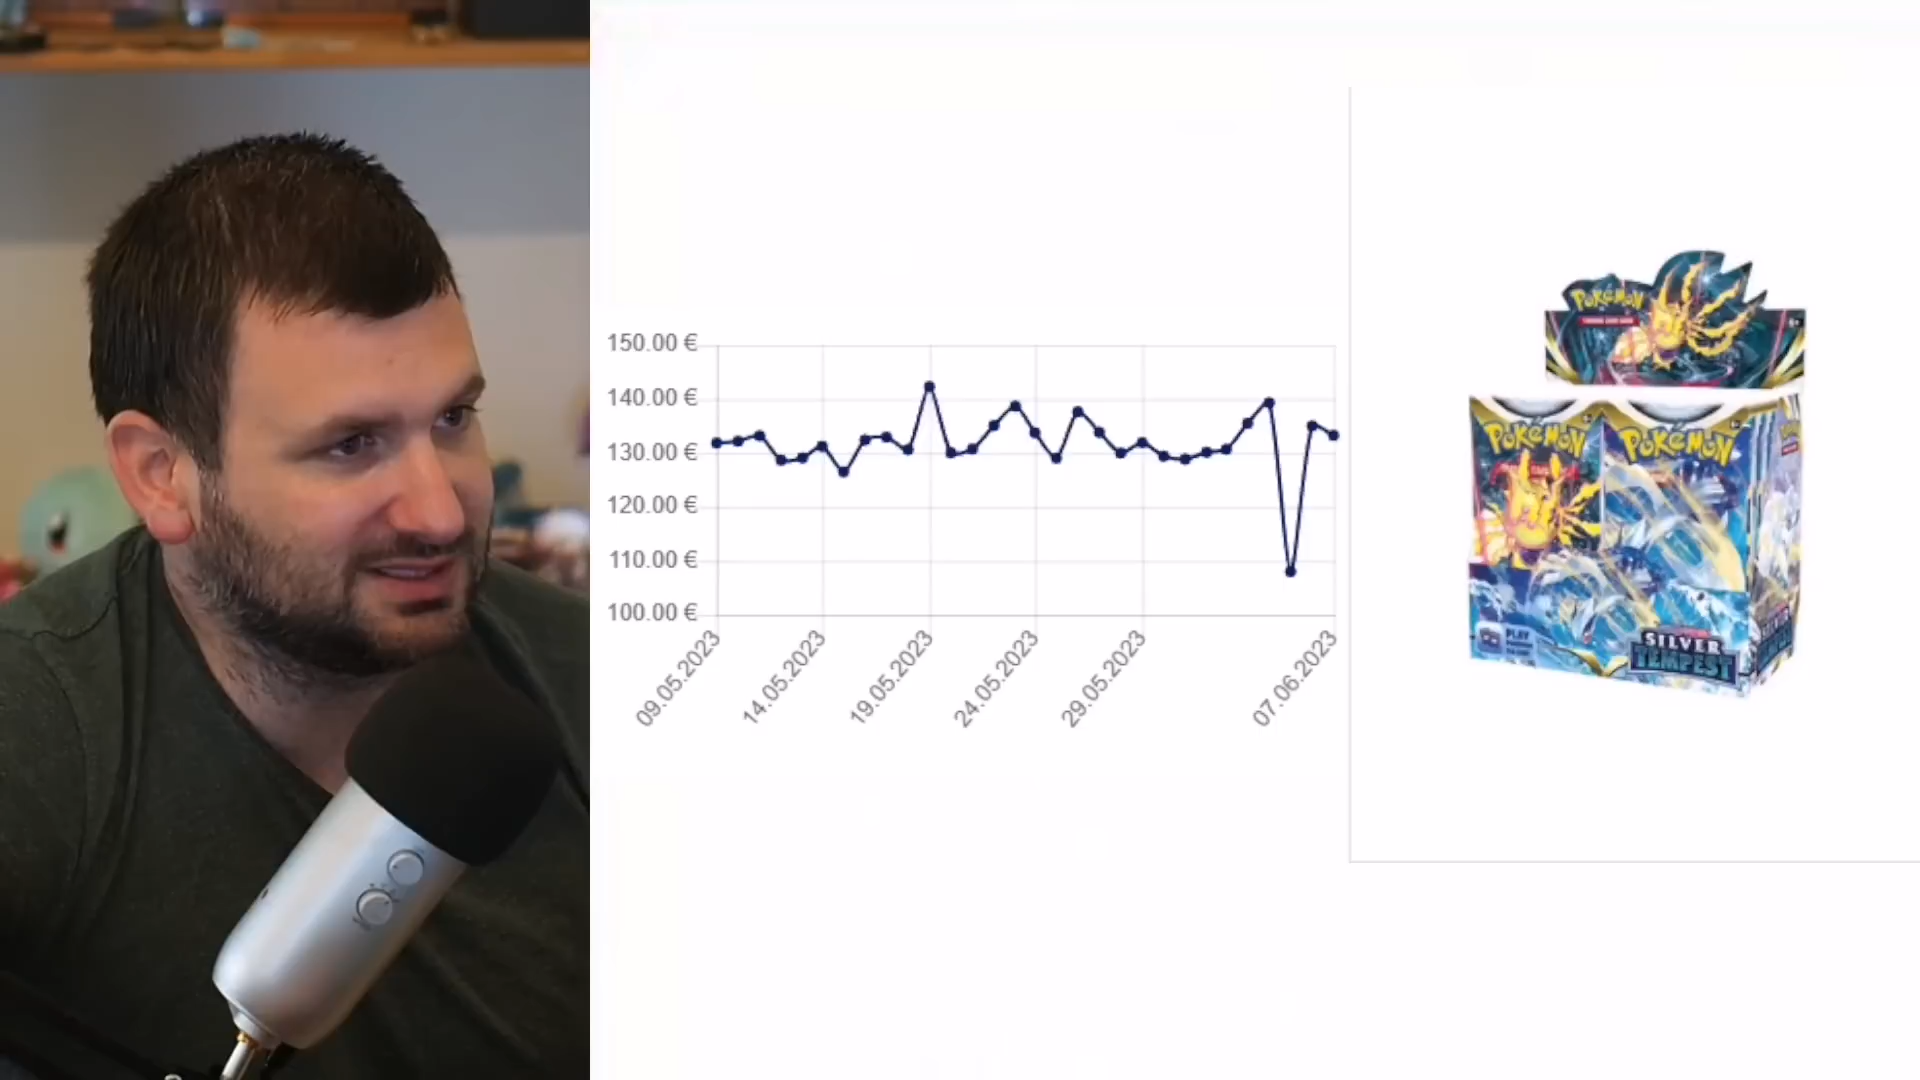 150.00 €
140.00 €
130.00 €
120.00 €
110.00 €
100.00 €
09.05.2023
14.05.2023
19.05.2023
24.05.2023
29.05.2023
07.06.2023
POKéMON
POKéMON
POKéMON
PLAY
SILVER
TEMPEST